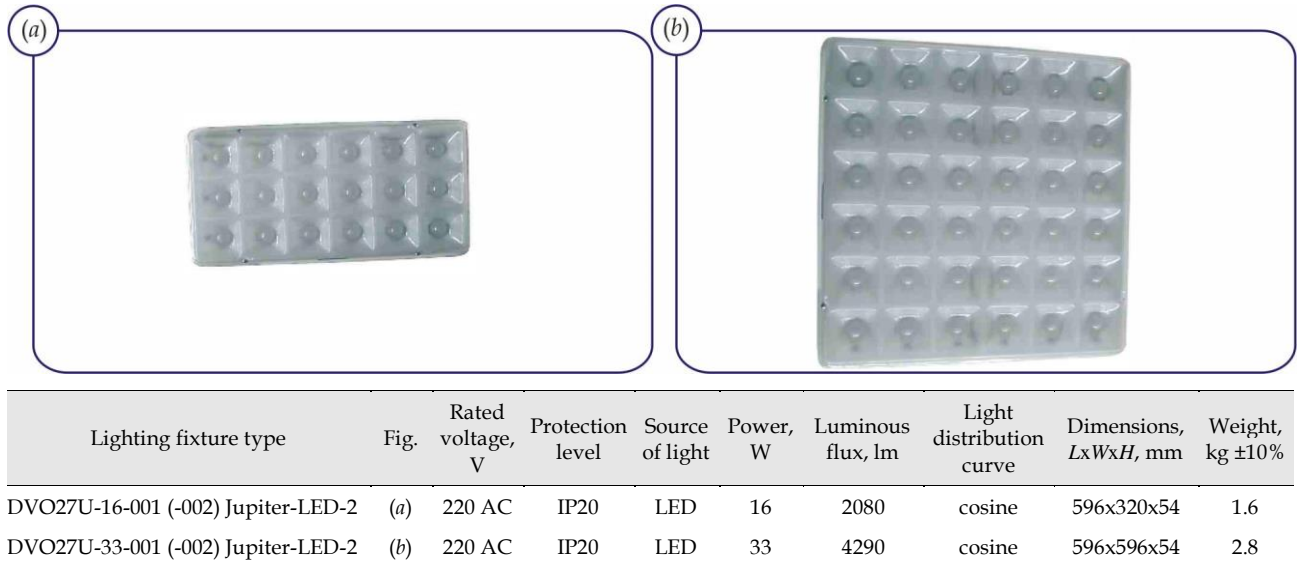 (a)
(b)
Lighting fixture type Fig. Rated voltage, V Protection level Source of light Power, W Luminous flux, lm Light distribution curve Dimensions, LxWxH, mm Weight, kg ±10%
DVO27U-16-001 (-002) Jupiter-LED-2 (a) 220 AC IP20 LED 16 2080 cosine 596x320x54 1.6
DVO27U-33-001 (-002) Jupiter-LED-2 (b) 220 AC IP20 LED 33 4290 cosine 596x596x54 2.8